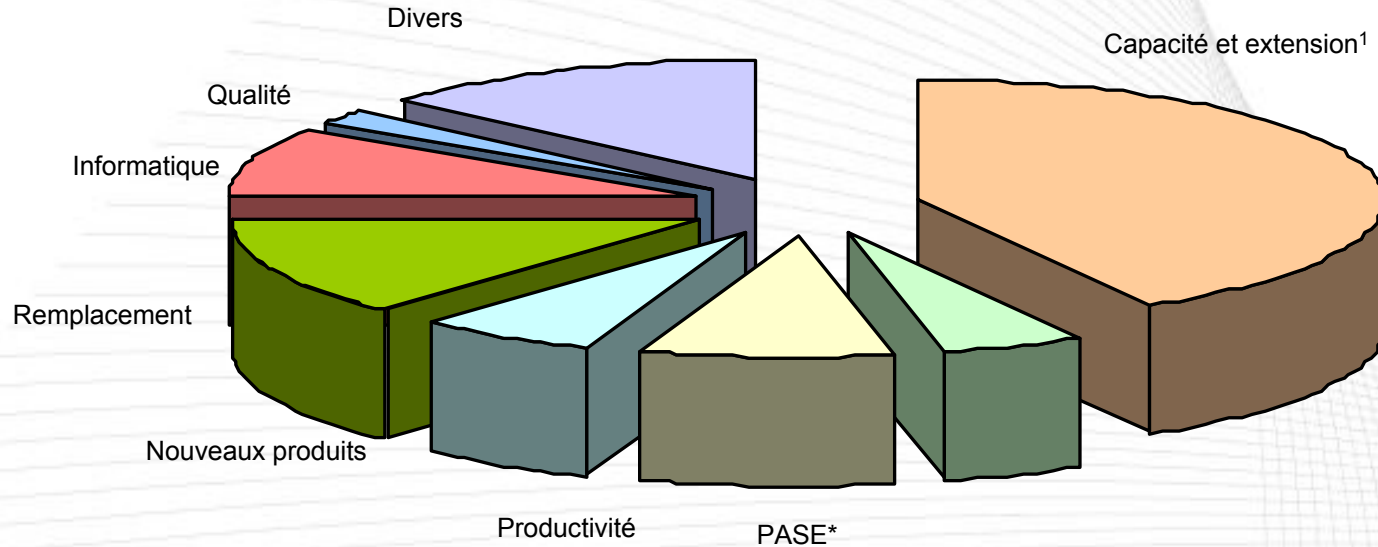 Divers
Capacité et extension¹
Qualité
Informatique
Remplacement
Nouveaux produits
Productivité
PASE*